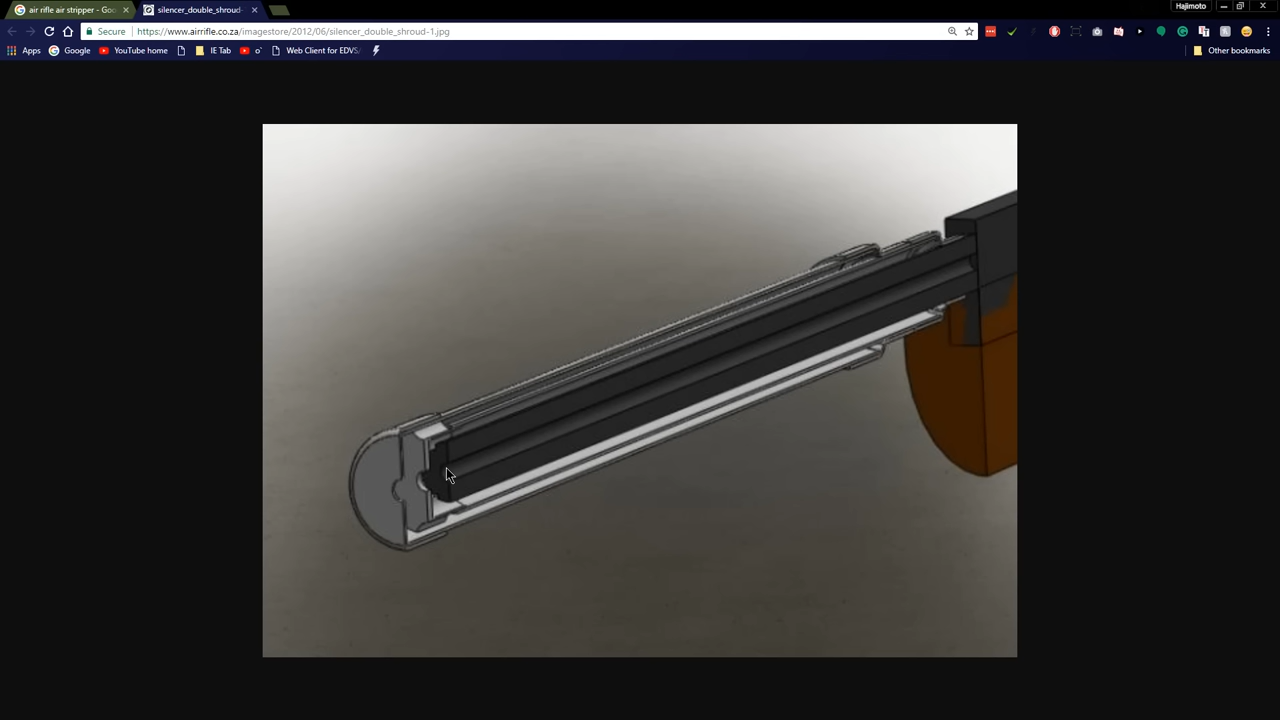 air rifle air stripper - Goo
silencer_double_shroud-
Hajimoto
Secure
https://www.airrifle.co.za/imagestore/2012/06/silencer_double_shroud-1.jpg
Apps
Google
YouTube home
IE Tab
o`
Web Client for EDVS/
Other bookmarks